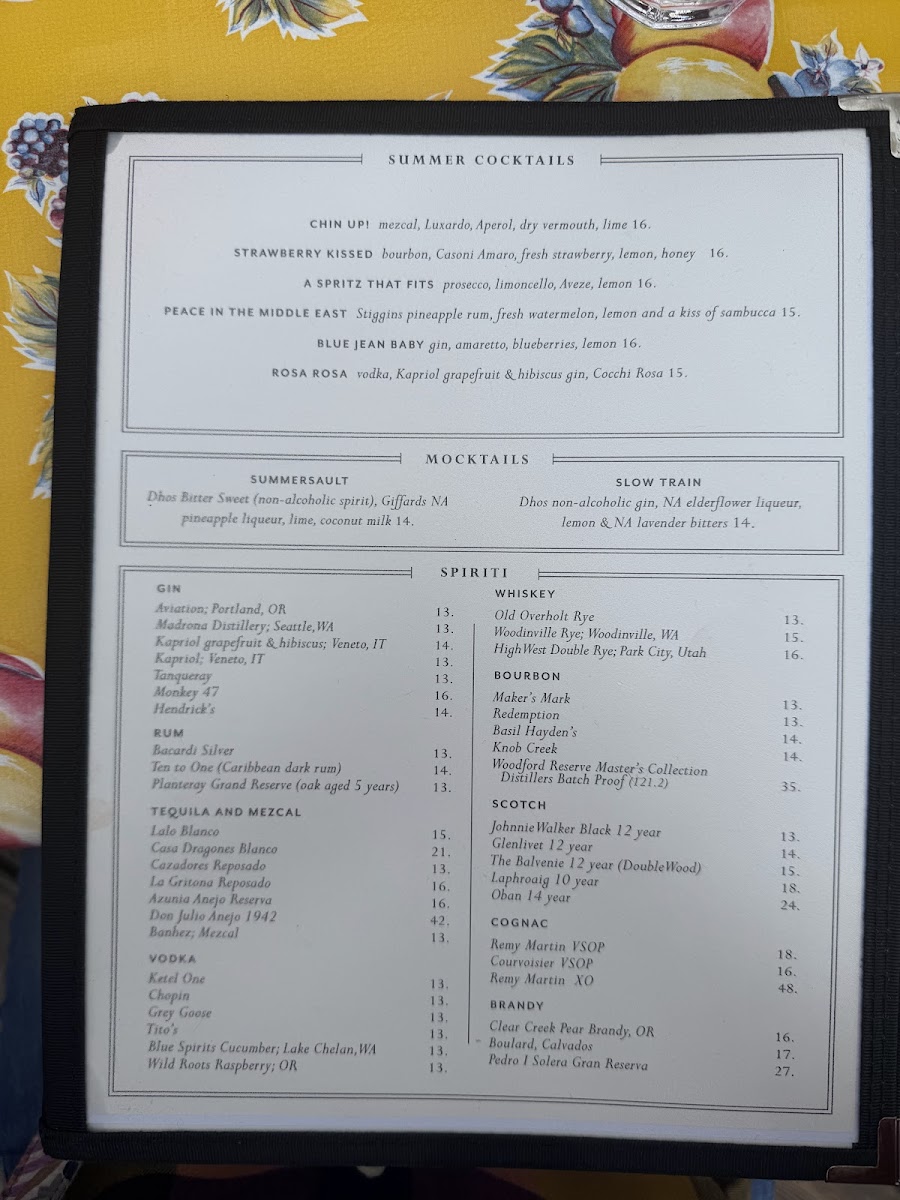 SUMMER COCKTAILS
CHIN UP! mezcal, Luxardo, Aperol, dry vermouth, lime 16.
STRAWBERRY KISSED bourbon, Casoni Amaro, fresh strawberry, lemon, honey 16.
A SPRITZ THAT FITS prosecco, limoncello, Aveze, lemon 16.
PEACE IN THE MIDDLE EAST Stiggins pineapple rum, fresh watermelon, lemon and a kiss of sambucca 15.
BLUE JEAN BABY gin, amaretto, blueberries, lemon 16.
ROSA ROSA vodka, Kapriol grapefruit & hibiscus gin, Cocchi Rosa 15.
MOCKTAILS
SUMMERSAULT
Dhos Bitter Sweet (non-alcoholic spirit), Giffards NA
pineapple liqueur, lime, coconut milk 14.
SLOW TRAIN
Dhos non-alcoholic gin, NA elderflower liqueur,
lemon & NA lavender bitters 14.
SPIRITI
GIN
Aviation; Portland, OR 13.
Madrona Distillery; Seattle, WA 13.
Kapriol grapefruit & hibiscus; Veneto, IT 14.
Kapriol; Veneto, IT 13.
Tanqueray 13.
Monkey 47 16.
Hendrick's 14.
RUM
Bacardi Silver 13.
Ten to One (Caribbean dark rum) 14.
Planteray Grand Reserve (oak aged 5 years) 13.
TEQUILA AND MEZCAL
Lalo Blanco 15.
Casa Dragones Blanco 21.
Cazadores Reposado 13.
La Gritona Reposado 16.
Azunia Anejo Reserva 16.
Don Julio Anejo 1942 42.
Banhez; Mezcal 13.
VODKA
Ketel One 13.
Chopin 13.
Grey Goose 13.
Tito's 13.
Blue Spirits Cucumber; Lake Chelan, WA 13.
Wild Roots Raspberry; OR 13.
WHISKEY
Old Overholt Rye 13.
Woodinville Rye; Woodinville, WA 15.
High West Double Rye; Park City, Utah 16.
BOURBON
Maker's Mark 13.
Redemption 13.
Basil Hayden's 14.
Knob Creek 14.
Woodford Reserve Master's Collection
Distillers Batch Proof (121.2) 35.
SCOTCH
Johnnie Walker Black 12 year 13.
Glenlivet 12 year 14.
The Balvenie 12 year (DoubleWood) 15.
Laphroaig 10 year 18.
Oban 14 year 24.
COGNAC
Remy Martin VSOP 18.
Courvoisier VSOP 16.
Remy Martin XO 48.
BRANDY
Clear Creek Pear Brandy, OR 16.
Boulard, Calvados 17.
Pedro I Solera Gran Reserva 27.